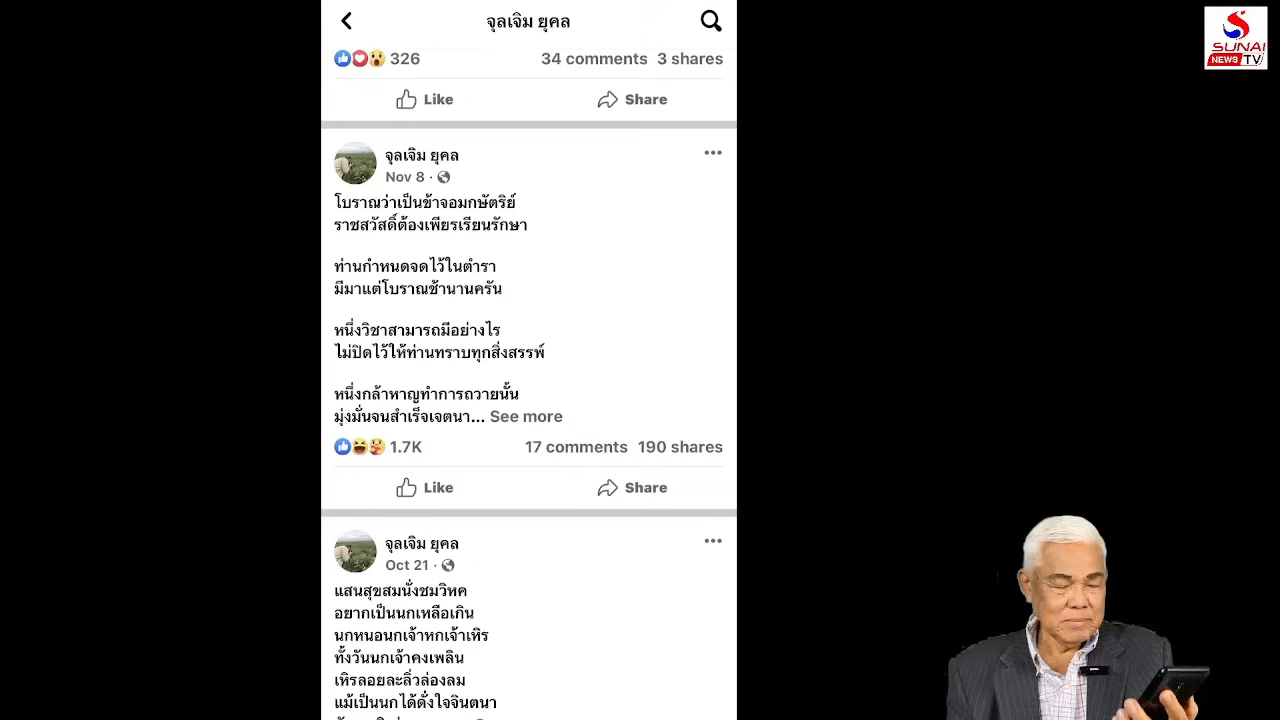 จุลเจิม ยุคล
SUNAI
NEWS TV
326
34 comments 3 shares
Like
Share
จุลเจิม ยุคล
Nov 8 ·
โบราณว่าเป็นข้าจอมกษัตริย์
ราชสวัสดิ์ต้องเพียรเรียนรักษา
ท่านกำหนดจดไว้ในตำรา
มีมาแต่โบราณช้านานครัน
หนึ่งวิชาสามารถมีอย่างไร
ไม่ปิดไว้ให้ท่านทราบทุกสิ่งสรรพ์
หนึ่งกล้าหาญทำการถวายนั้น
มุ่งมั่นจนสำเร็จเจตนา... See more
1.7K
17 comments 190 shares
Like
Share
จุลเจิม ยุคล
Oct 21 ·
แสนสุขสมนั่งชมวิหค
อยากเป็นนกเหลือเกิน
นกหนอนกเจ้าหกเจ้าเหิร
ทั้งวันนกเจ้าคงเพลิน
เหิรลอยละลิ่วล่องลม
แม้เป็นนกได้ดั่งใจจินตนา